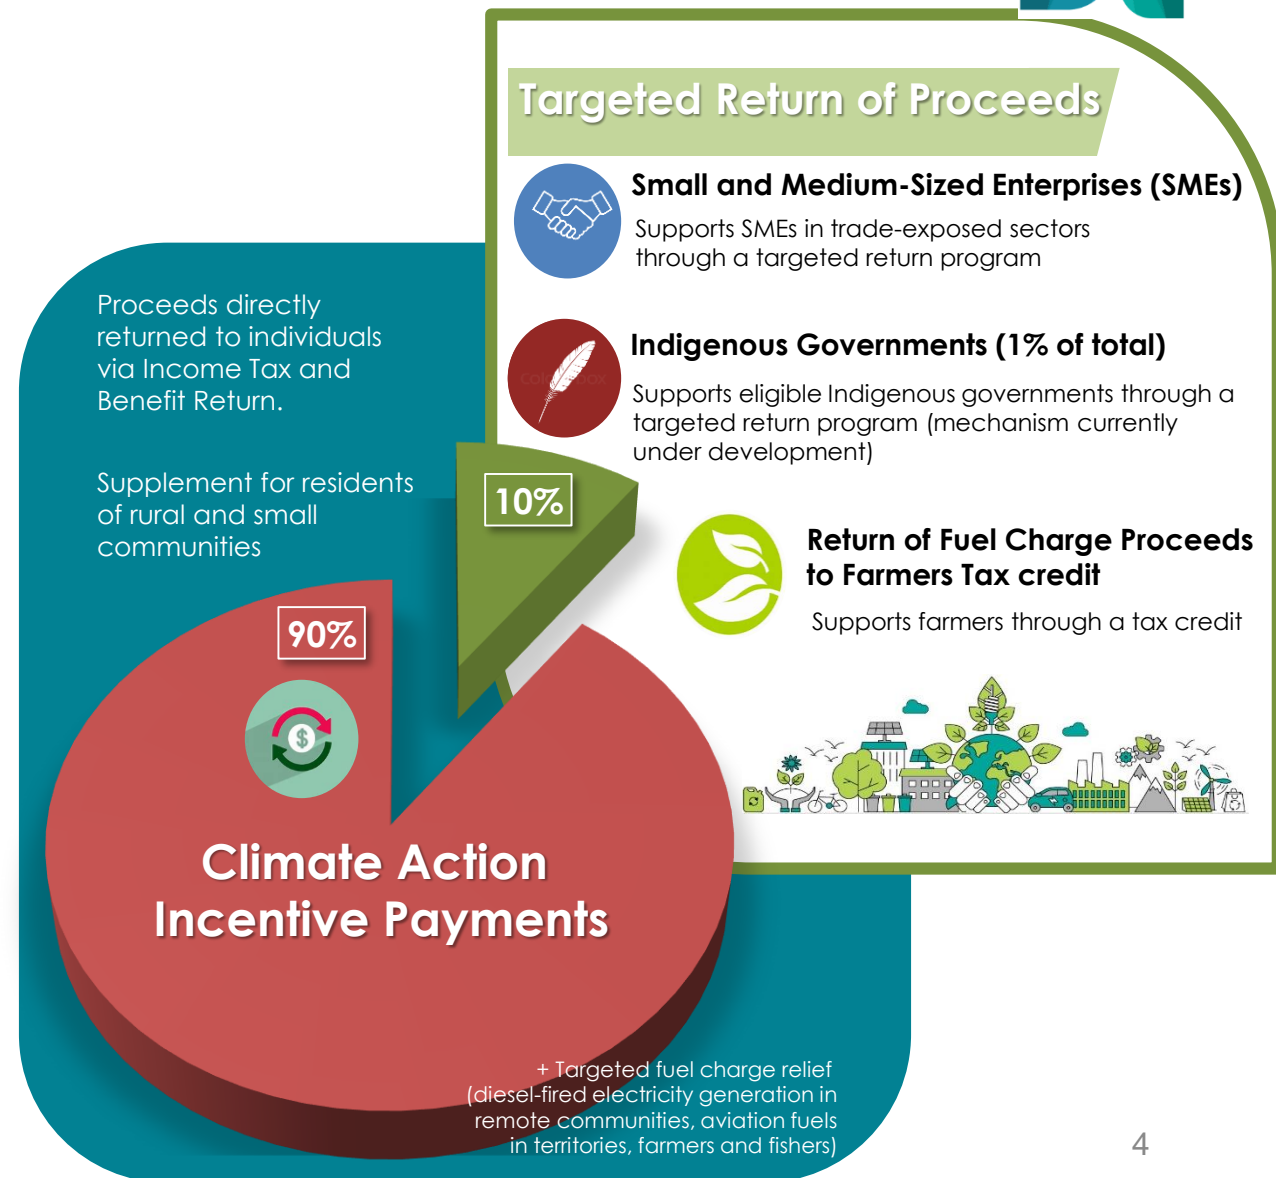 Targeted Return of Proceeds
Small and Medium-Sized Enterprises (SMEs)
Supports SMEs in trade-exposed sectors
through a targeted return program
Indigenous Governments (1% of total)
Supports eligible Indigenous governments through a
targeted return program (mechanism currently
under development)
Return of Fuel Charge Proceeds
to Farmers Tax credit
Supports farmers through a tax credit
Proceeds directly
returned to individuals
via Income Tax and
Benefit Return.
Supplement for residents
of rural and small
communities
10%
90%
$
Climate Action
Incentive Payments
+ Targeted fuel charge relief
(diesel-fired electricity generation in
remote communities, aviation fuels
in territories, farmers and fishers)
4